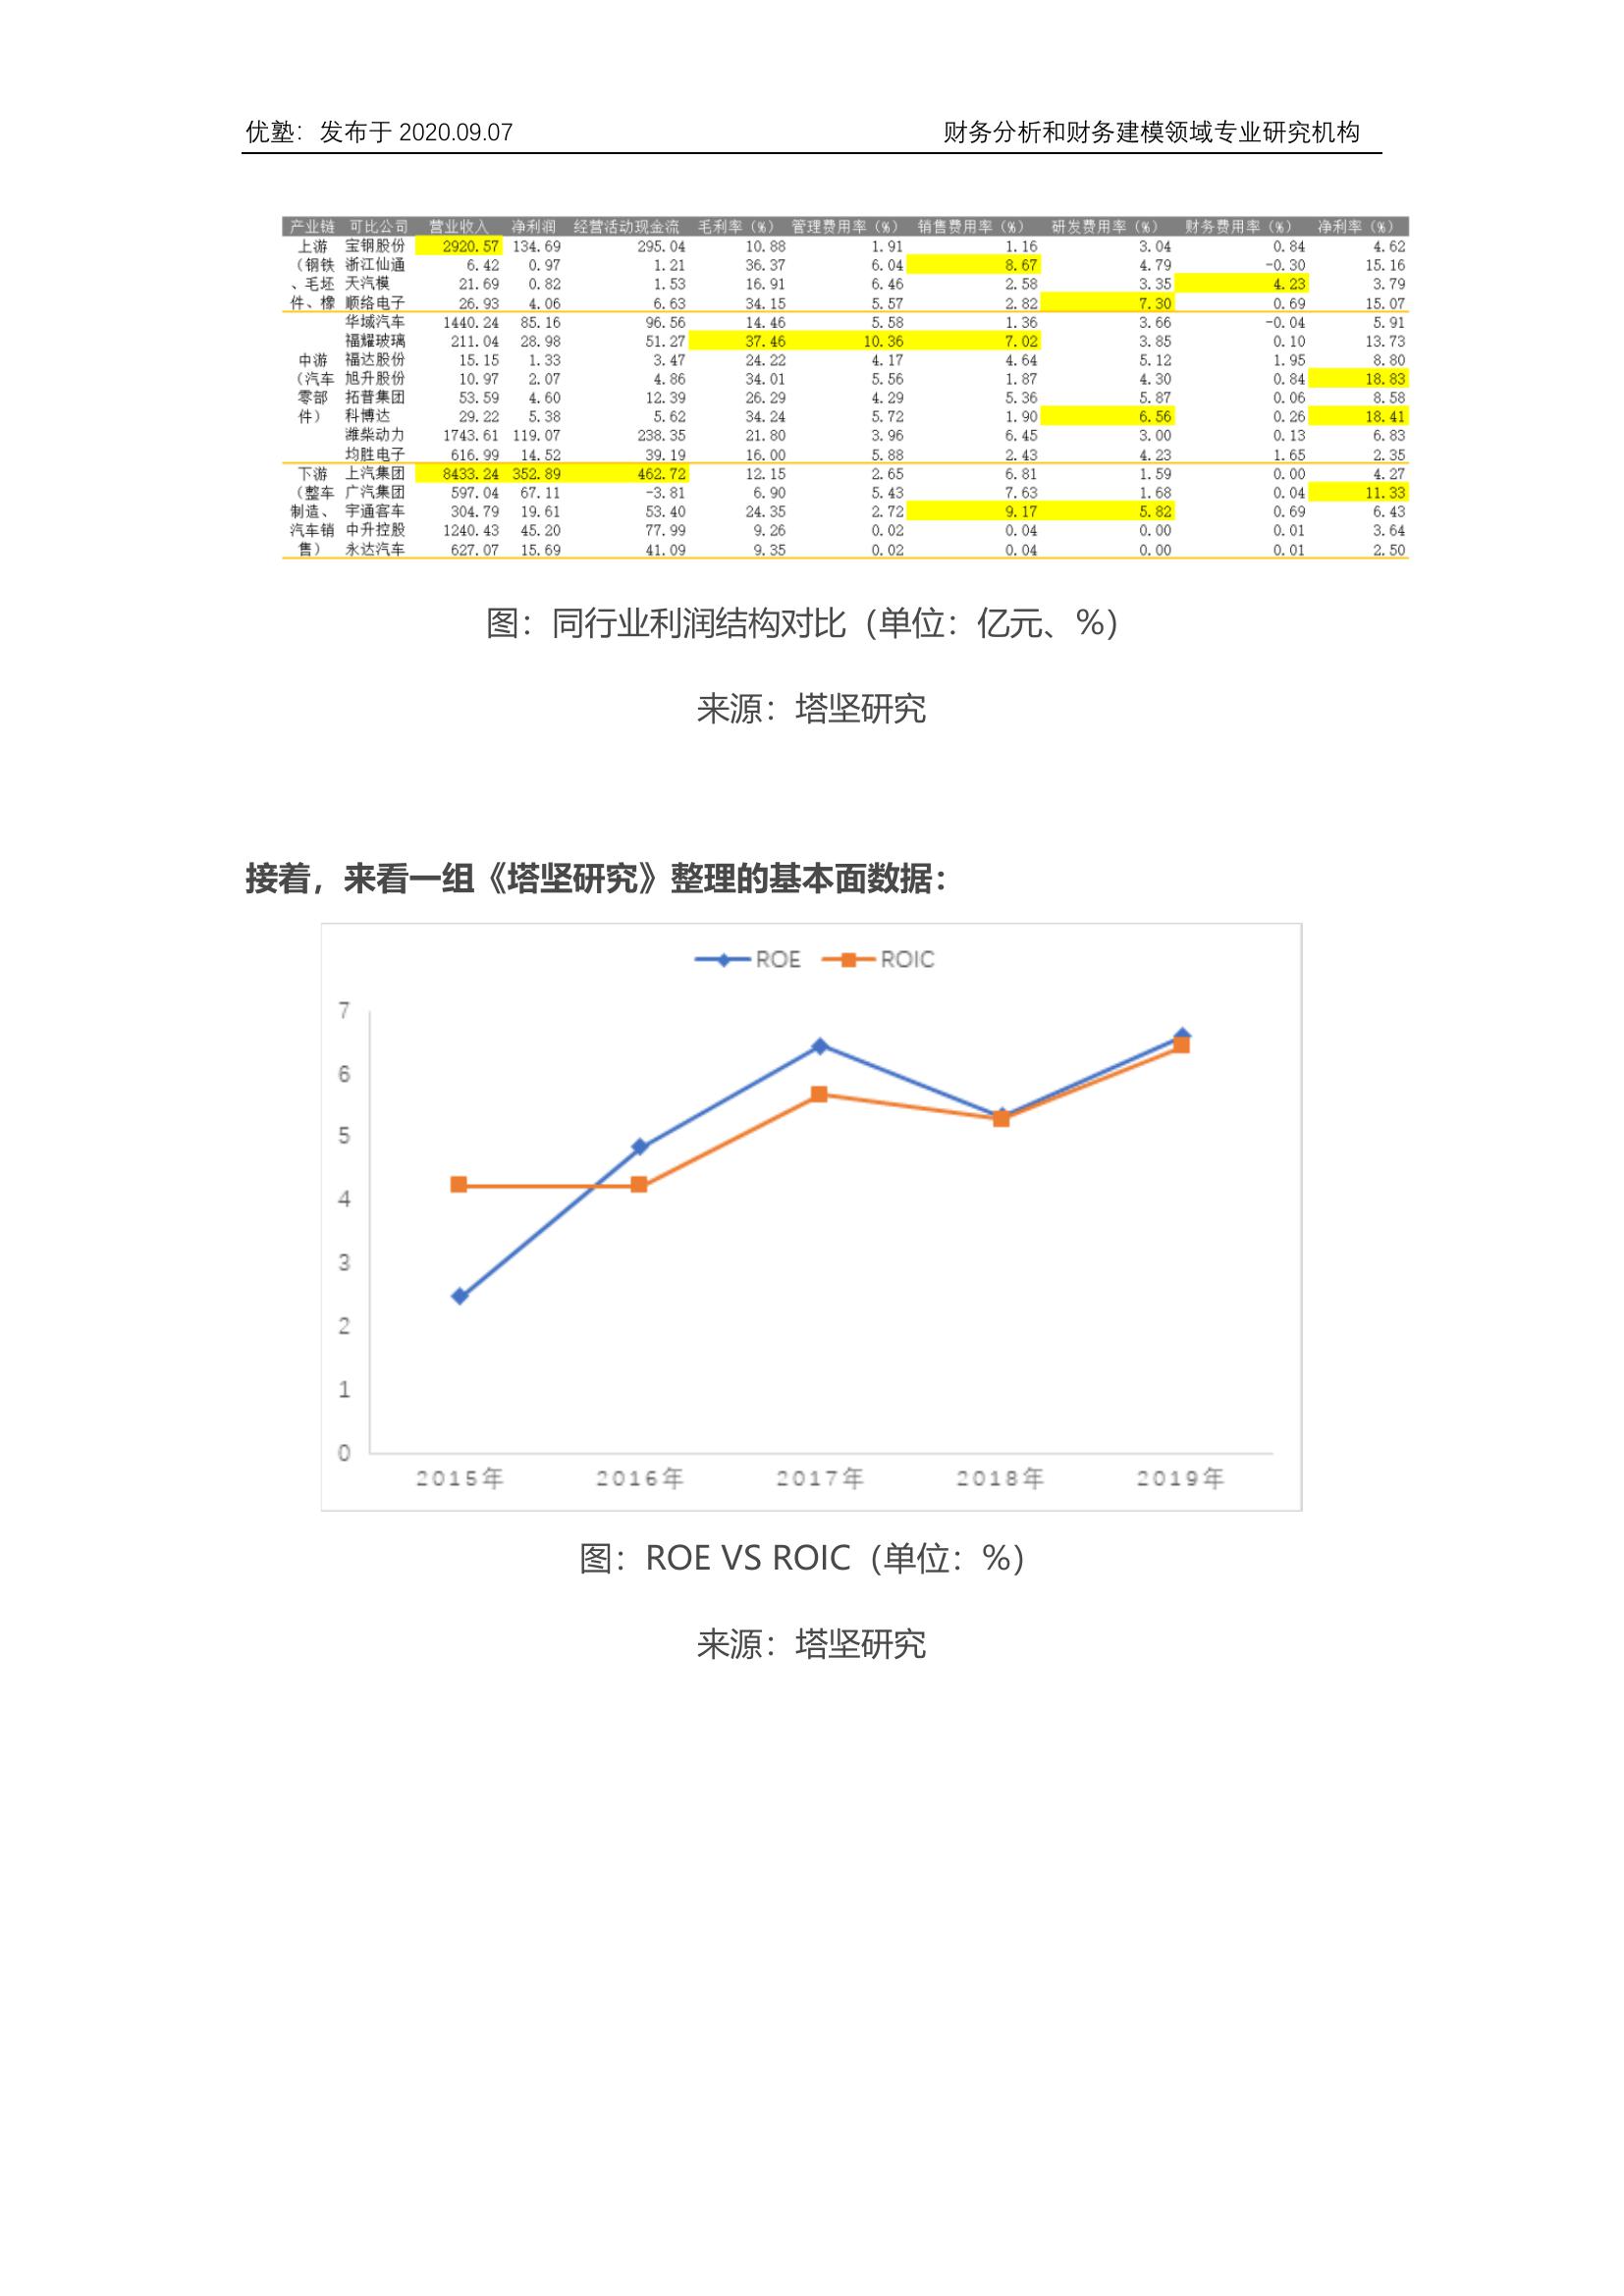 优塾：发布于 2020.09.07 财务分析和财务建模领域专业研究机构
产业链 可比公司 营业收入 净利润 经营活动现金流 毛利率（%） 管理费用率（%） 销售费用率（%） 研发费用率（%） 财务费用率（%） 净利率（%）
上游 宝钢股份 2920.57 134.69 295.04 10.88 1.91 1.16 3.04 0.84 4.62
（钢铁 浙江仙通 6.42 0.97 1.21 36.37 6.04 8.67 4.79 -0.30 15.16
、毛坯 天汽模 21.69 0.82 1.53 16.91 6.46 2.58 3.35 4.23 3.79
件、橡 顺络电子 26.93 4.06 6.63 34.15 5.57 2.82 7.30 0.69 15.07
华域汽车 1440.24 85.16 96.56 14.46 5.58 1.36 3.66 -0.04 5.91
福耀玻璃 211.04 28.98 51.27 37.46 10.36 7.02 3.85 0.10 13.73
中游 福达股份 15.15 1.33 3.47 24.22 4.17 4.64 5.12 1.95 8.80
（汽车 旭升股份 10.97 2.07 4.86 34.01 5.56 1.87 4.30 0.84 18.83
零部 拓普集团 53.59 4.60 12.39 26.29 4.29 5.36 5.87 0.06 8.58
件） 科博达 29.22 5.38 5.62 34.24 5.72 1.90 6.56 0.26 18.41
潍柴动力 1743.61 119.07 238.35 21.80 3.96 6.45 3.00 0.13 6.83
均胜电子 616.99 14.52 39.19 16.00 5.88 2.43 4.23 1.65 2.35
下游 上汽集团 8433.24 352.89 462.72 12.15 2.65 6.81 1.59 0.00 4.27
（整车 广汽集团 597.04 67.11 -3.81 6.90 5.43 7.63 1.68 0.04 11.33
制造、 宇通客车 304.79 19.61 53.40 24.35 2.72 9.17 5.82 0.69 6.43
汽车销 中升控股 1240.43 45.20 77.99 9.26 0.02 0.04 0.00 0.01 3.64
售） 永达汽车 627.07 15.69 41.09 9.35 0.02 0.04 0.00 0.01 2.50
图：同行业利润结构对比（单位：亿元、%）
来源：塔坚研究
接着，来看一组《塔坚研究》整理的基本面数据：
ROE ROIC
7
6
5
4
3
2
1
0
2015年 2016年 2017年 2018年 2019年
图：ROE VS ROIC（单位：%）
来源：塔坚研究